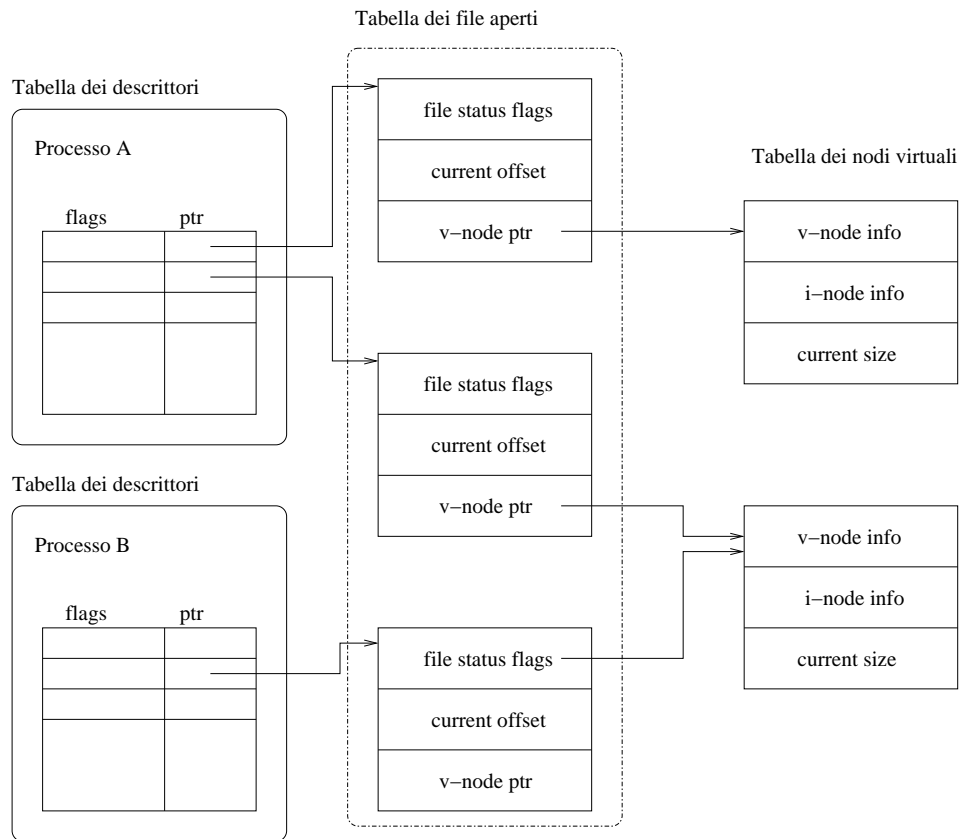 Tabella dei file aperti
Tabella dei descrittori
Processo A
flags ptr
file status flags
current offset
v−node ptr
file status flags
current offset
v−node ptr
Tabella dei descrittori
Processo B
flags ptr
file status flags
current offset
v−node ptr
Tabella dei nodi virtuali
v−node info
i−node info
current size
v−node info
i−node info
current size